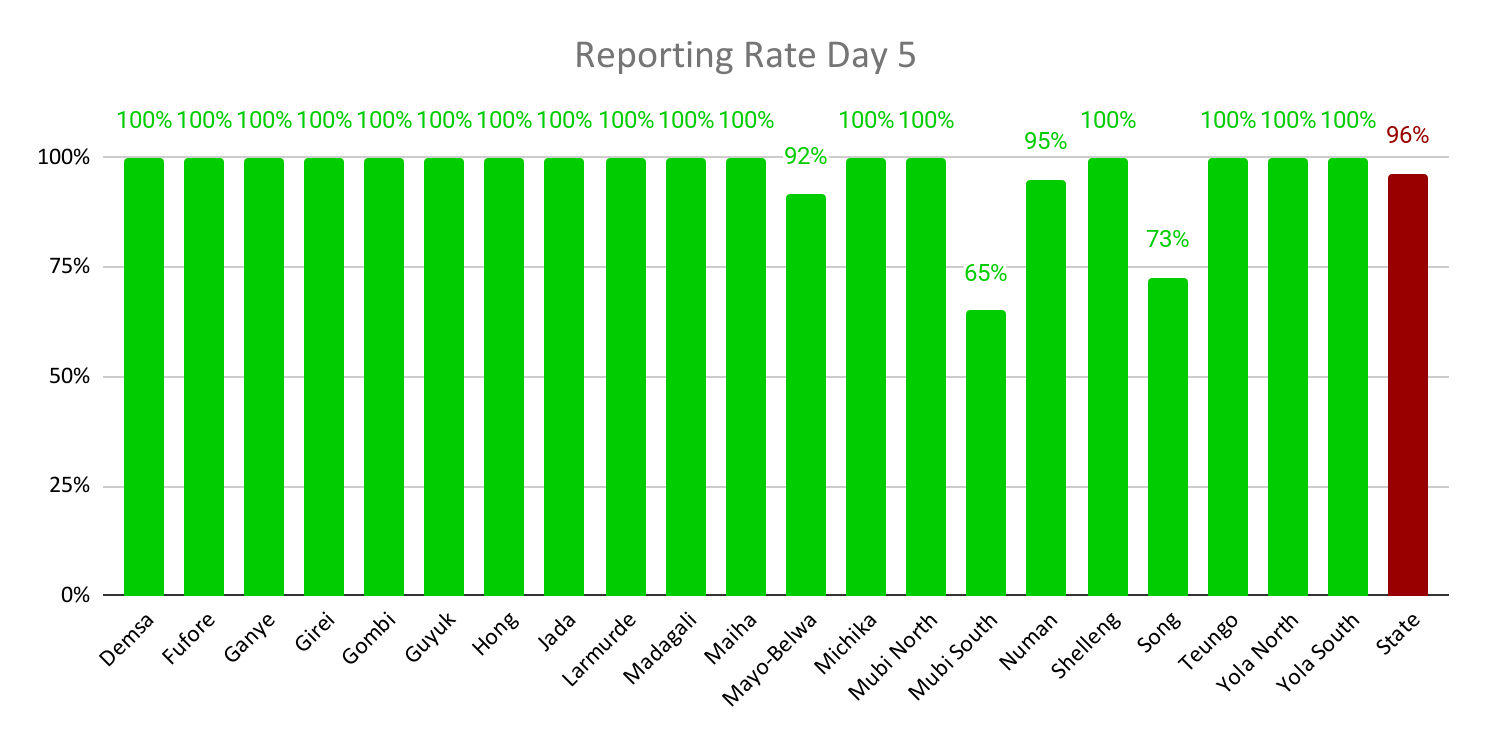 Reporting Rate Day 5
100% 100% 100% 100% 100% 100% 100% 100% 100% 100% 100% 92% 100% 100% 65% 95% 100% 73% 100% 100% 100% 96%
100%
75%
50%
25%
0%
Demsa
Fufore
Ganye
Girei
Gombi
Guyuk
Hong
Jada
Larmurde
Madagali
Maiha
Mayo-Belwa
Michika
Mubi North
Mubi South
Numan
Shelleng
Song
Teungo
Yola North
Yola South
State